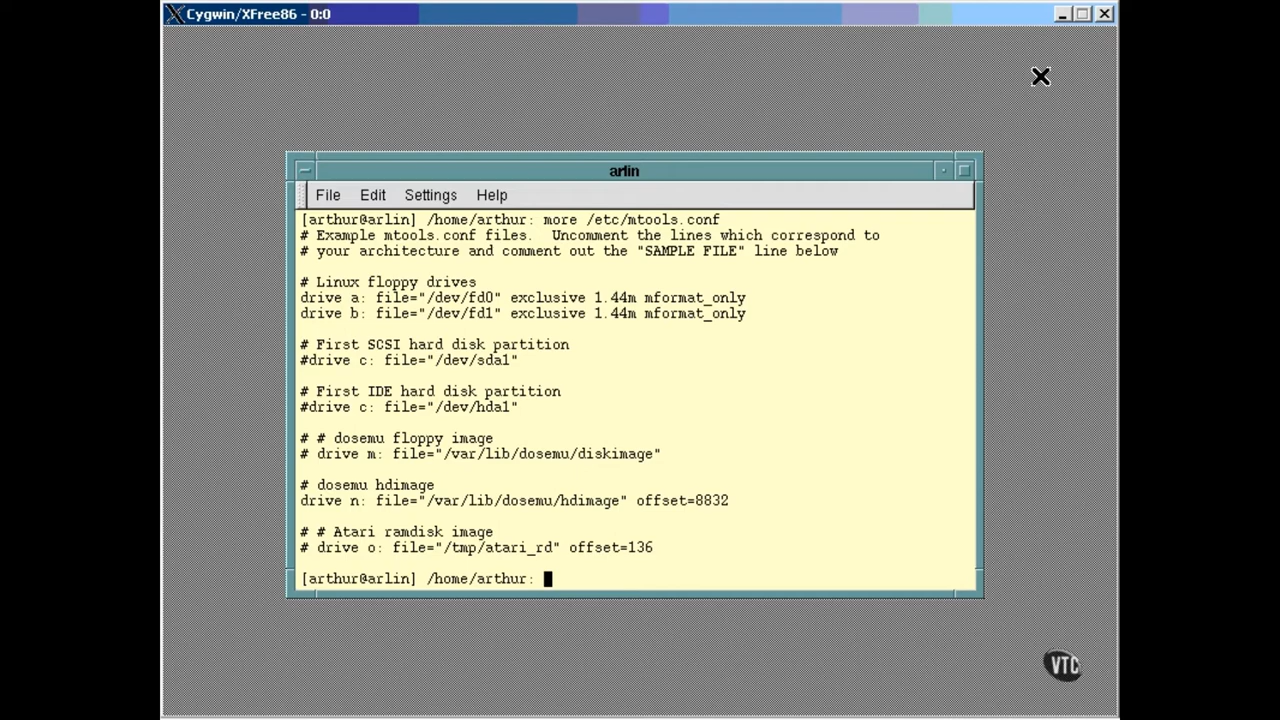 Cygwin/XFree86 - 0:0
arlin
File Edit Settings Help
[arthur@arlin] /home/arthur: more /etc/mtools.conf
# Example mtools.conf files.  Uncomment the lines which correspond to
# your architecture and comment out the "SAMPLE FILE" line below
# Linux floppy drives
drive a: file="/dev/fd0" exclusive 1.44m mformat_only
drive b: file="/dev/fd1" exclusive 1.44m mformat_only
# First SCSI hard disk partition
#drive c: file="/dev/sda1"
# First IDE hard disk partition
#drive c: file="/dev/hda1"
# # dosemu floppy image
# drive m: file="/var/lib/dosemu/diskimage"
# dosemu hdimage
drive n: file="/var/lib/dosemu/hdimage" offset=8832
# # Atari ramdisk image
# drive o: file="/tmp/atari_rd" offset=136
[arthur@arlin] /home/arthur:
VTC